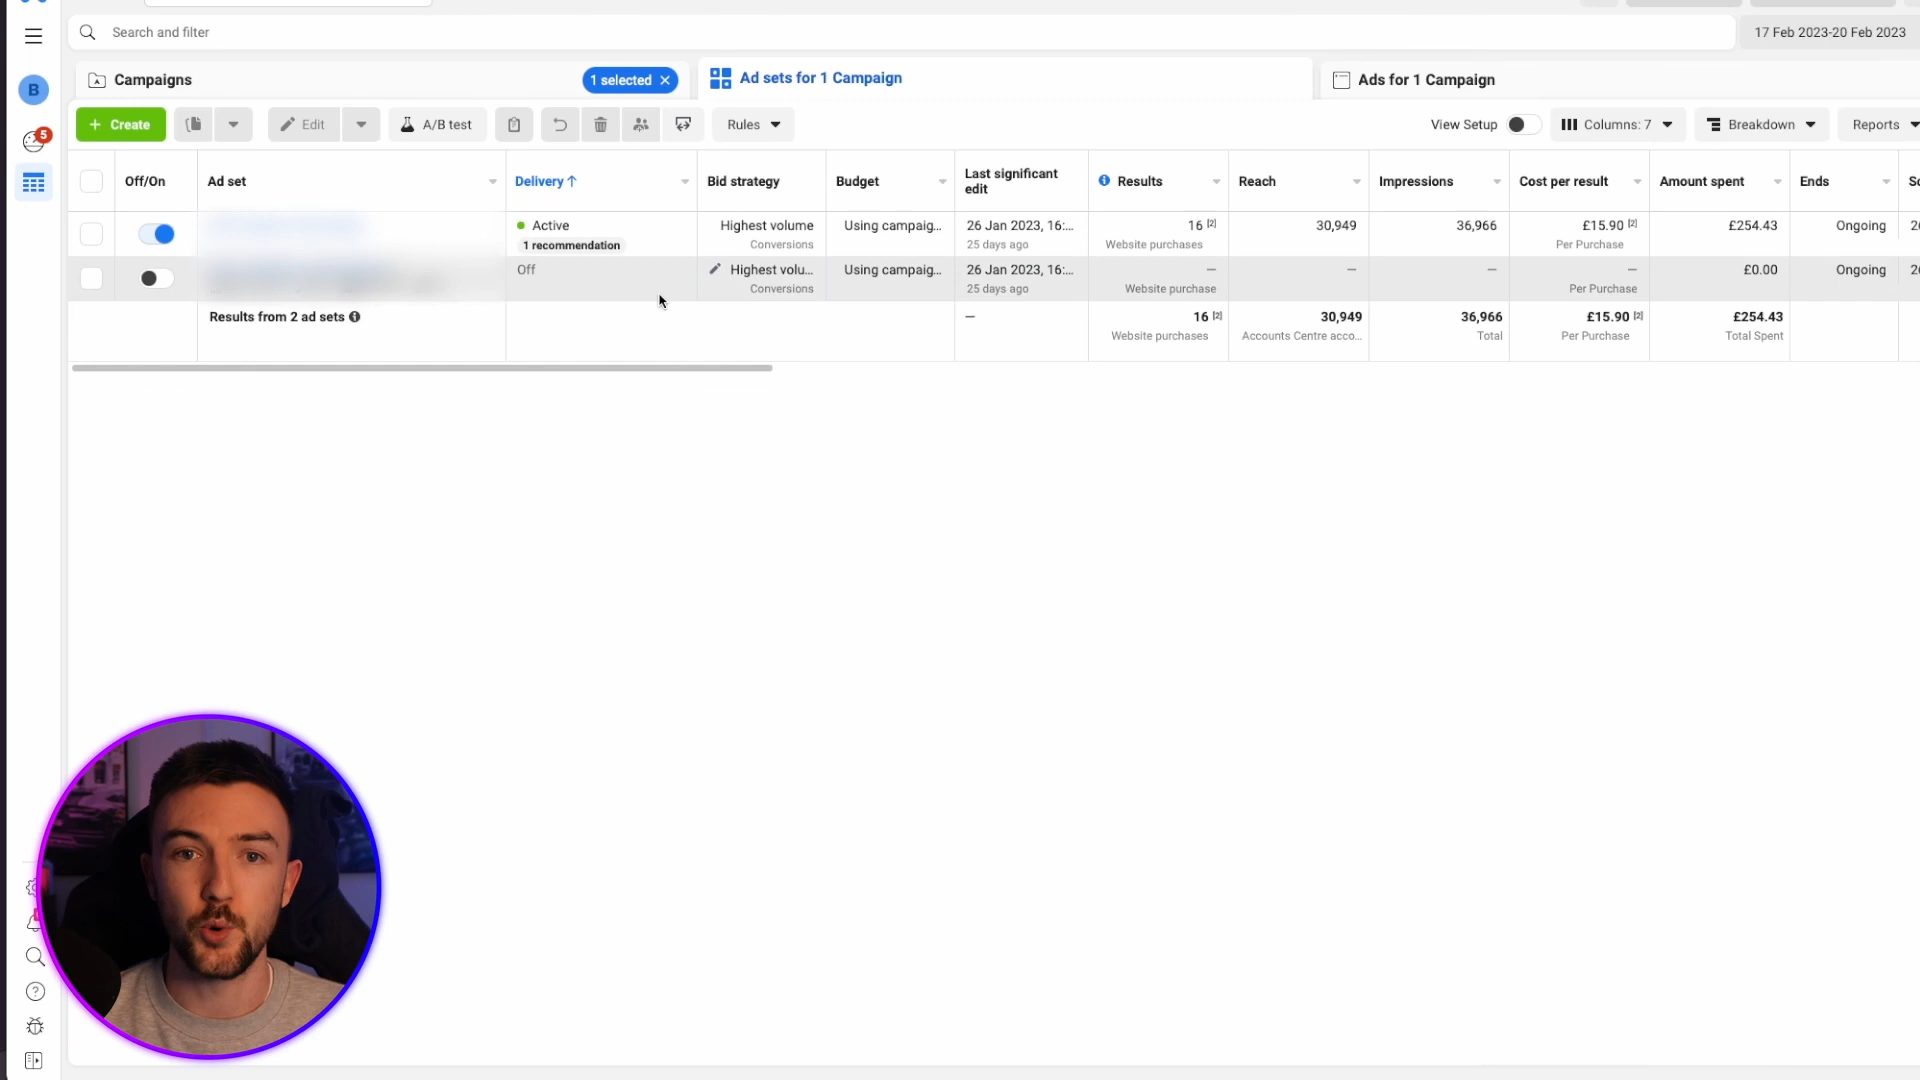 Search and filter
17 Feb 2023-20 Feb 2023
B
Campaigns
1 selected ×
Ad sets for 1 Campaign
Ads for 1 Campaign
5
+ Create
Edit
A/B test
Rules
View Setup
Columns: 7
Breakdown
Reports
Off/On
Ad set
Delivery ↑
Bid strategy
Budget
Last significant
edit
Results
Reach
Impressions
Cost per result
Amount spent
Ends
Active
1 recommendation
Highest volume
Conversions
Using campaig...
26 Jan 2023, 16:...
25 days ago
16 [2]
Website purchases
30,949
36,966
£15.90 [2]
Per Purchase
£254.43
Ongoing
Off
Highest volu...
Conversions
Using campaig...
26 Jan 2023, 16:...
25 days ago
—
Website purchase
—
—
—
Per Purchase
£0.00
Ongoing
Results from 2 ad sets
—
16 [2]
Website purchases
30,949
Accounts Centre acco...
36,966
Total
£15.90 [2]
Per Purchase
£254.43
Total Spent